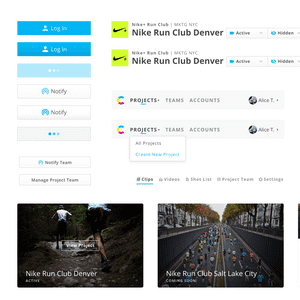 Log In
Log In
Notify
Notify
Notify Team
Manage Project Team
Nike+ Run Club | MKTG NYC
Nike Run Club Denver
Active
Hidden
Nike+ Run Club | MKTG NYC
Nike Run Club Denver
Active
Hidden
PROJECTS TEAMS ACCOUNTS
Alice T.
PROJECTS TEAMS ACCOUNTS
Alice T.
All Projects
Create New Project
Clips Videos Shot List Project Team Settings
View Project
Nike Run Club Denver
ACTIVE
Nike Run Club Salt Lake City
COMING SOON